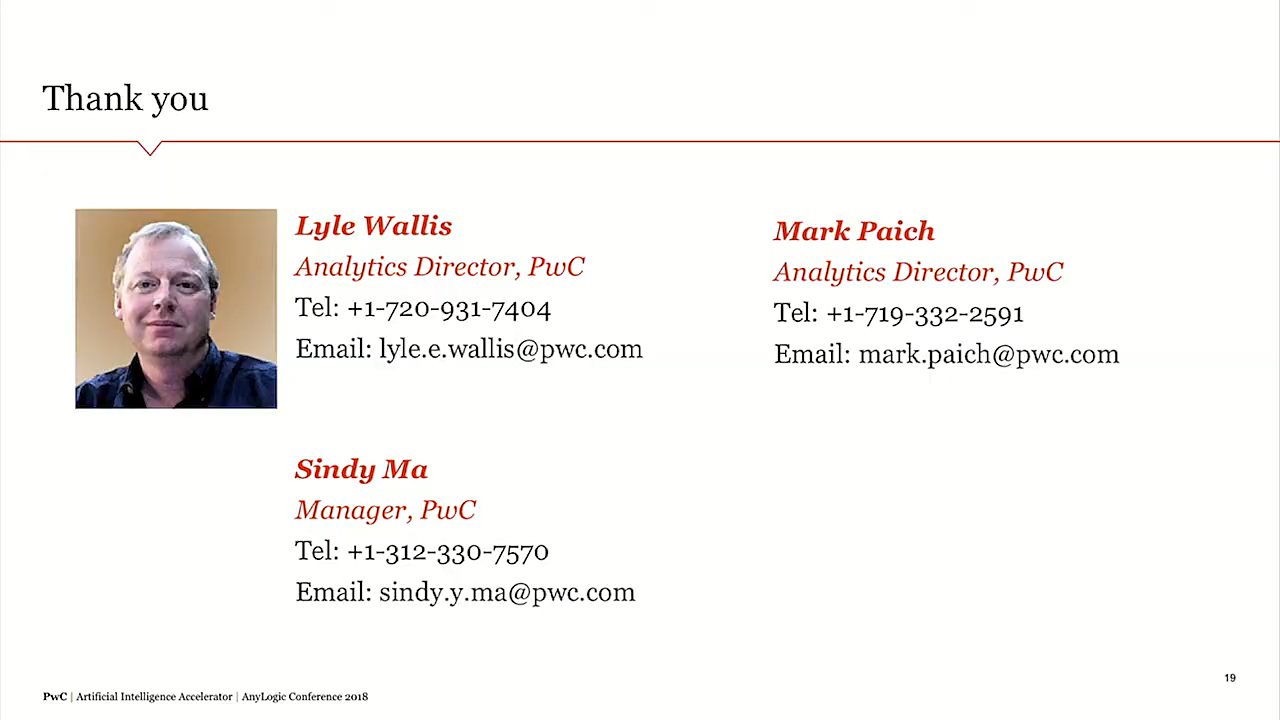 Thank you
Lyle Wallis
Analytics Director, PwC
Tel: +1-720-931-7404
Email: lyle.e.wallis@pwc.com
Mark Paich
Analytics Director, PwC
Tel: +1-719-332-2591
Email: mark.paich@pwc.com
Sindy Ma
Manager, PwC
Tel: +1-312-330-7570
Email: sindy.y.ma@pwc.com
PwC | Artificial Intelligence Accelerator | AnyLogic Conference 2018
19